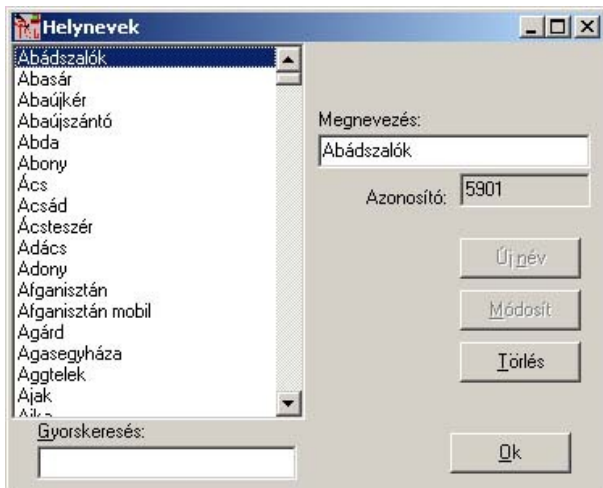 Helynevek
Abádszalók
Abasár
Abaújkér
Abaújszántó
Abda
Abony
Ács
Acsád
Ácsteszér
Adács
Adony
Afganisztán
Afganisztán mobil
Agárd
Agasegyháza
Aggtelek
Ajak
Ajka
Gyorskeresés:
Megnevezés:
Abádszalók
Azonosító: 5901
Új név
Módosít
Törlés
Ok